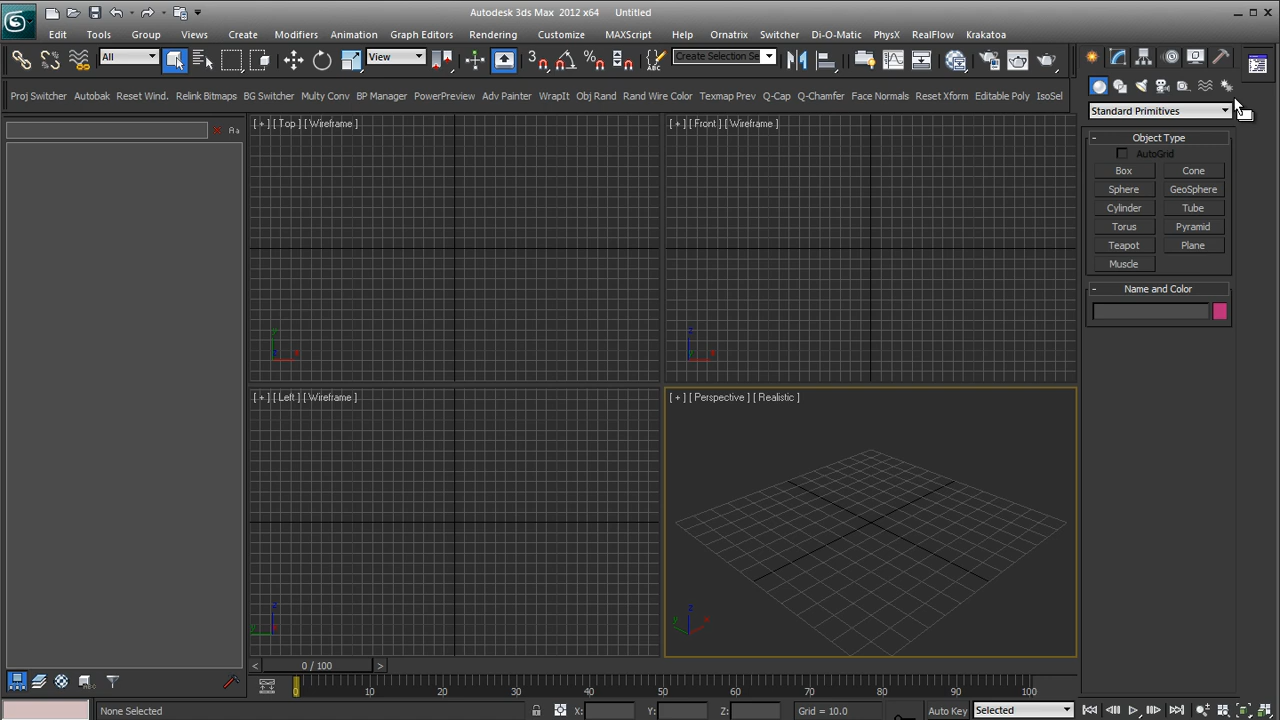 Autodesk 3ds Max 2012 x64 Untitled
Edit Tools Group Views Create Modifiers Animation Graph Editors Rendering Customize MAXScript Help Ornatrix Switcher Di-O-Matic PhysX RealFlow Krakatoa
All View Create Selection Se
Proj Switcher Autobak Reset Wind. Relink Bitmaps BG Switcher Multy Conv BP Manager PowerPreview Adv Painter WrapIt Obj Rand Rand Wire Color Texmap Prev Q-Cap Q-Chamfer Face Normals Reset Xform Editable Poly IsoSel
Standard Primitives
Aa
[ + ] [ Top ] [ Wireframe ]
[ + ] [ Front ] [ Wireframe ]
- Object Type
AutoGrid
Box Cone
Sphere GeoSphere
Cylinder Tube
Torus Pyramid
Teapot Plane
Muscle
- Name and Color
y x
z x
[ + ] [ Left ] [ Wireframe ]
[ + ] [ Perspective ] [ Realistic ]
z y
z y x
< 0 / 100 >
0 10 20 30 40 50 60 70 80 90 100
None Selected X: Y: Z: Grid = 10.0 Auto Key Selected